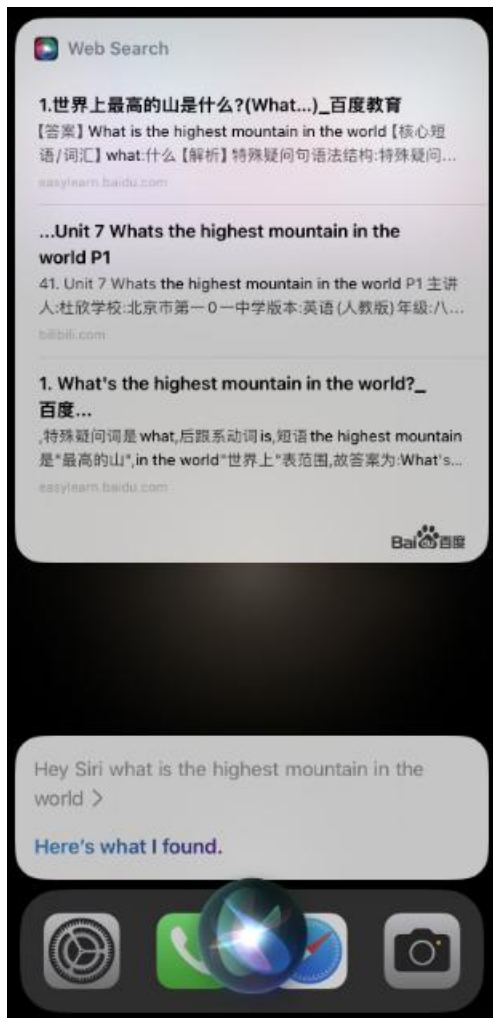 Web Search
1.世界上最高的山是什么?(What...)_百度教育
【答案】What is the highest mountain in the world【核心短
语/词汇】what:什么【解析】特殊疑问句语法结构:特殊疑问...
easylearn.baidu.com
...Unit 7 Whats the highest mountain in the
world P1
41. Unit 7 Whats the highest mountain in the world P1 主讲
人:杜欣学校:北京市第一0一中学版本:英语(人教版)年级:八...
bilibili.com
1. What's the highest mountain in the world?_
百度...
,特殊疑问词是what,后跟系动词is,短语the highest mountain
是"最高的山",in the world"世界上"表范围,故答案为:What's...
easylearn.baidu.com
Bai百度
Hey Siri what is the highest mountain in the
world >
Here's what I found.